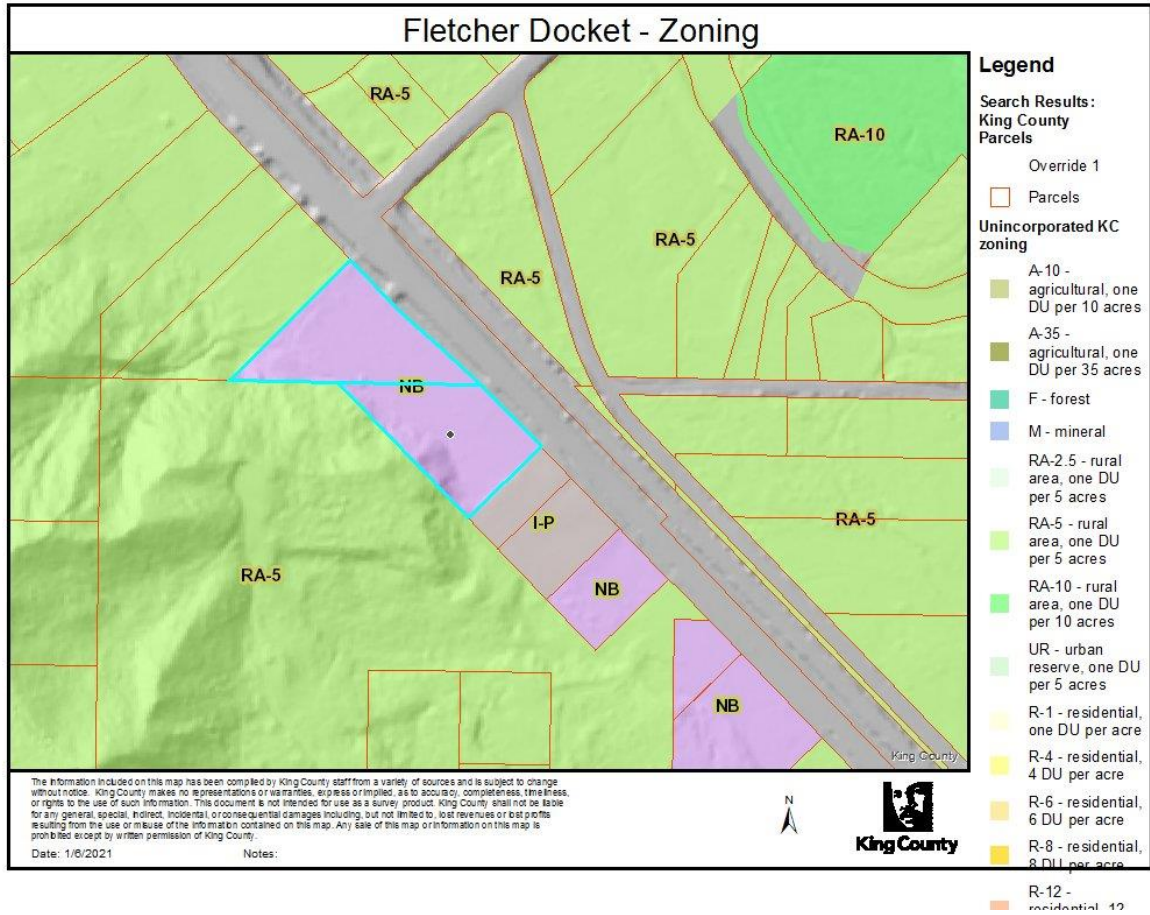 Fletcher Docket - Zoning
RA-5
RA-10
RA-5
RA-5
NB
I-P
RA-5
RA-5
NB
NB
King County
Legend
Search Results:
King County
Parcels
Override 1
Parcels
Unincorporated KC
zoning
A-10 -
agricultural, one
DU per 10 acres
A-35 -
agricultural, one
DU per 35 acres
F - forest
M - mineral
RA-2.5 - rural
area, one DU
per 5 acres
RA-5 - rural
area, one DU
per 5 acres
RA-10 - rural
area, one DU
per 10 acres
UR - urban
reserve, one DU
per 5 acres
R-1 - residential,
one DU per acre
R-4 - residential,
4 DU per acre
R-6 - residential,
6 DU per acre
R-8 - residential,
8 DU per acre
R-12 -
residential, 12
The information included on this map has been compiled by King County staff from a variety of sources and is subject to change
without notice. King County makes no representations or warranties, express or implied, as to accuracy, completeness, timeliness,
or rights to the use of such information. This document is not intended for use as a survey product. King County shall not be liable
for any general, special, indirect, incidental, or consequential damages including, but not limited to, lost revenues or lost profits
resulting from the use or misuse of the information contained on this map. Any sale of this map or information on this map is
prohibited except by written permission of King County.
Date: 1/6/2021 Notes:
N
King County